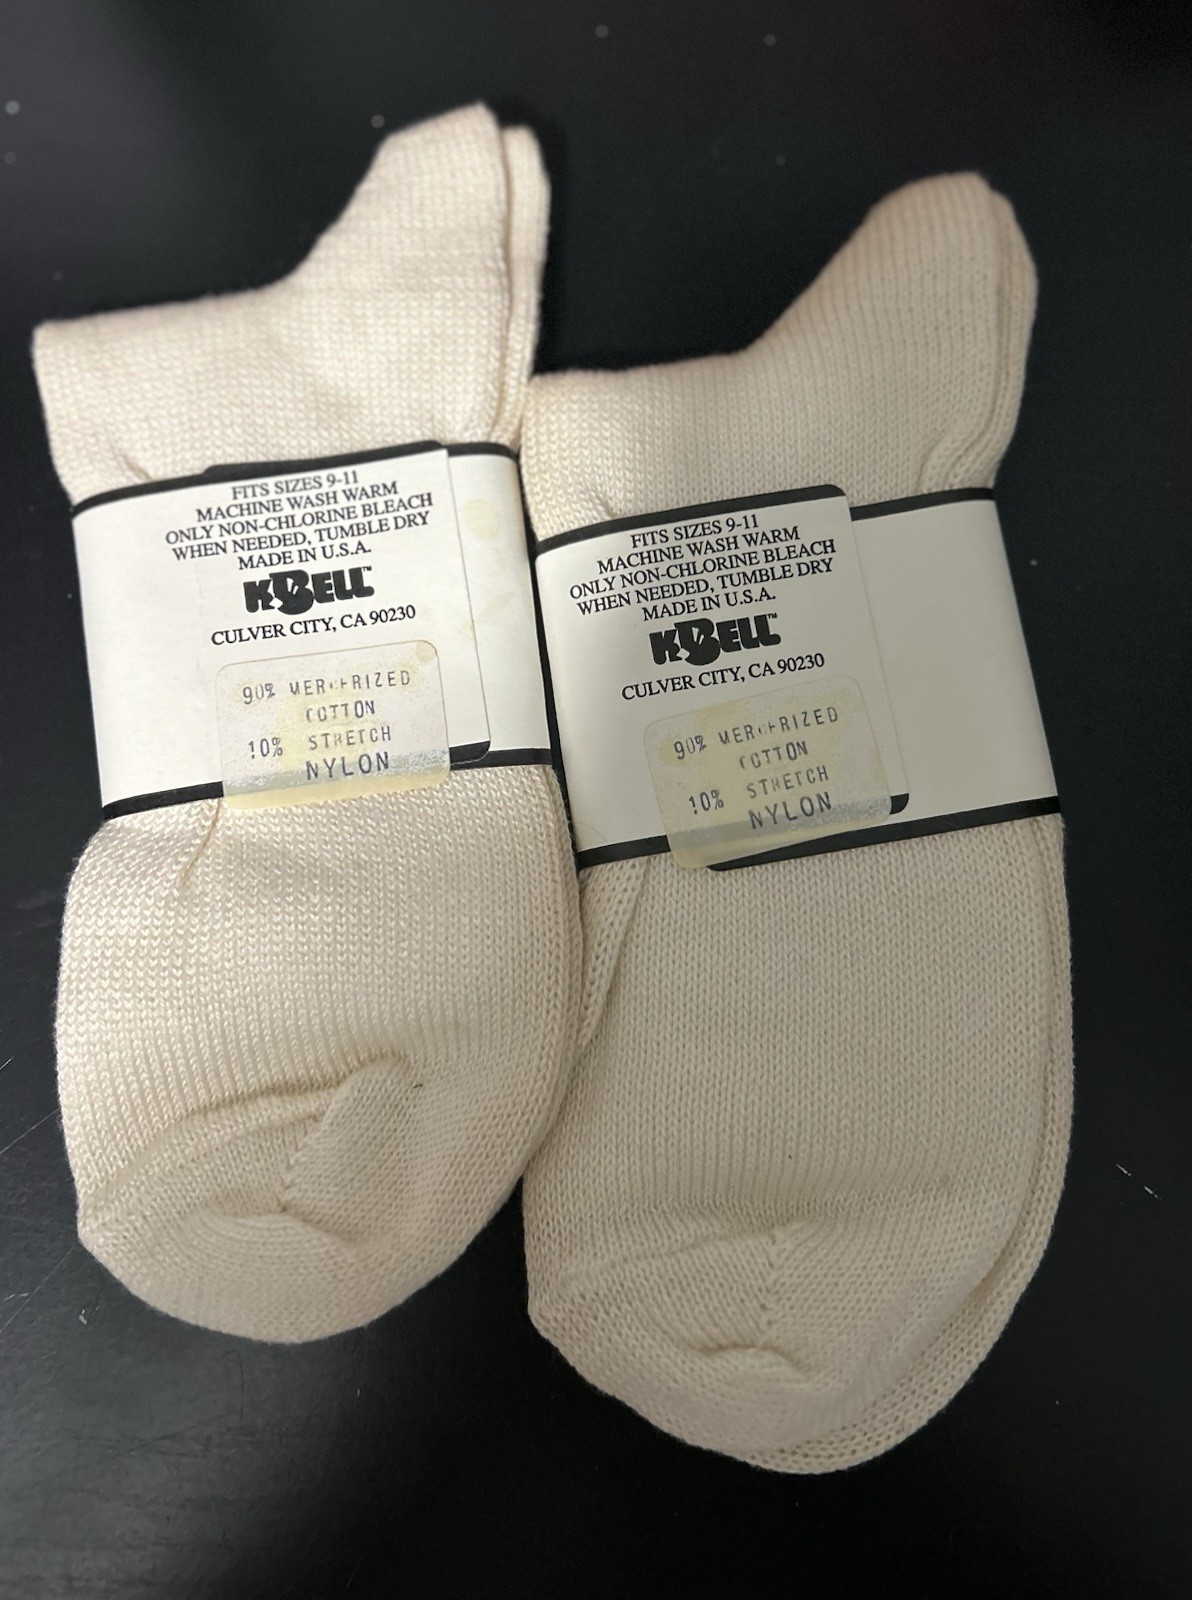 FITS SIZES 9-11
MACHINE WASH WARM
ONLY NON-CHLORINE BLEACH
WHEN NEEDED, TUMBLE DRY
MADE IN U.S.A.
K BELL™
CULVER CITY, CA 90230
90% MERCERIZED
COTTON
10% STRETCH
NYLON
FITS SIZES 9-11
MACHINE WASH WARM
ONLY NON-CHLORINE BLEACH
WHEN NEEDED, TUMBLE DRY
MADE IN U.S.A.
K BELL™
CULVER CITY, CA 90230
90% MERCERIZED
COTTON
10% STRETCH
NYLON